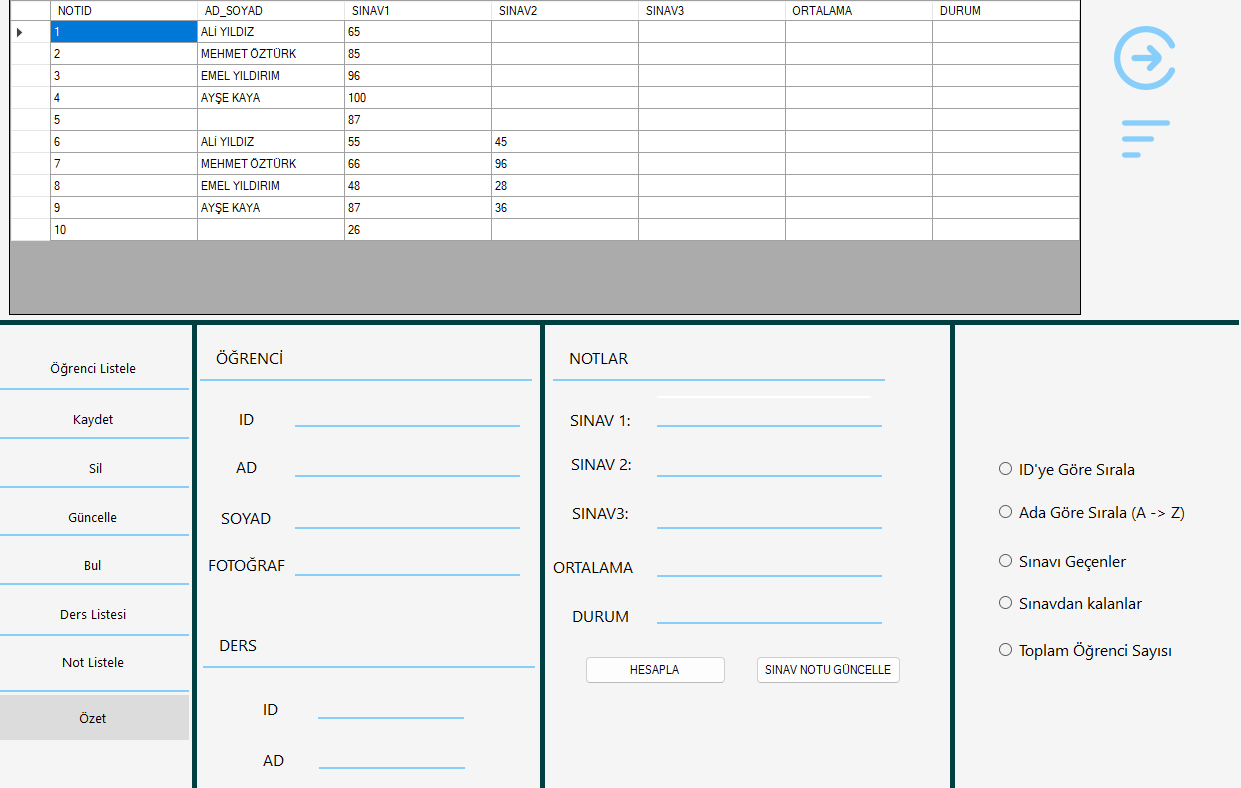 NOTID AD_SOYAD SINAV1 SINAV2 SINAV3 ORTALAMA DURUM
1 ALİ YILDIZ 65
2 MEHMET ÖZTÜRK 85
3 EMEL YILDIRIM 96
4 AYŞE KAYA 100
5 87
6 ALİ YILDIZ 55 45
7 MEHMET ÖZTÜRK 66 96
8 EMEL YILDIRIM 48 28
9 AYŞE KAYA 87 36
10 26
Öğrenci Listele
Kaydet
Sil
Güncelle
Bul
Ders Listesi
Not Listele
Özet
ÖĞRENCİ
ID
AD
SOYAD
FOTOĞRAF
DERS
ID
AD
NOTLAR
SINAV 1:
SINAV 2:
SINAV3:
ORTALAMA
DURUM
HESAPLA SINAV NOTU GÜNCELLE
ID'ye Göre Sırala
Ada Göre Sırala (A -> Z)
Sınavı Geçenler
Sınavdan kalanlar
Toplam Öğrenci Sayısı